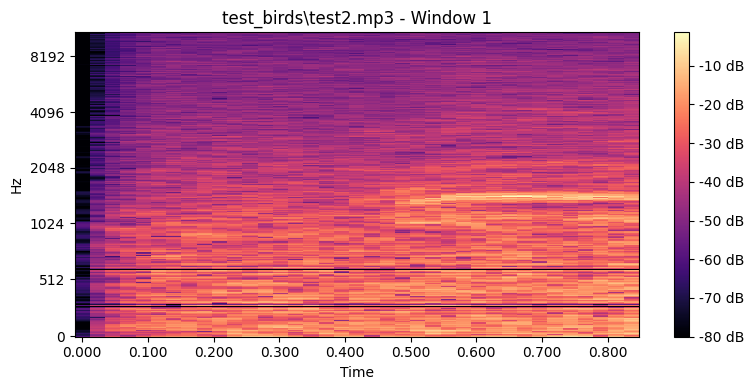 test_birds\test2.mp3 - Window 1
8192
4096
2048
1024
512
0
Hz
0.000 0.100 0.200 0.300 0.400 0.500 0.600 0.700 0.800
Time
-10 dB
-20 dB
-30 dB
-40 dB
-50 dB
-60 dB
-70 dB
-80 dB